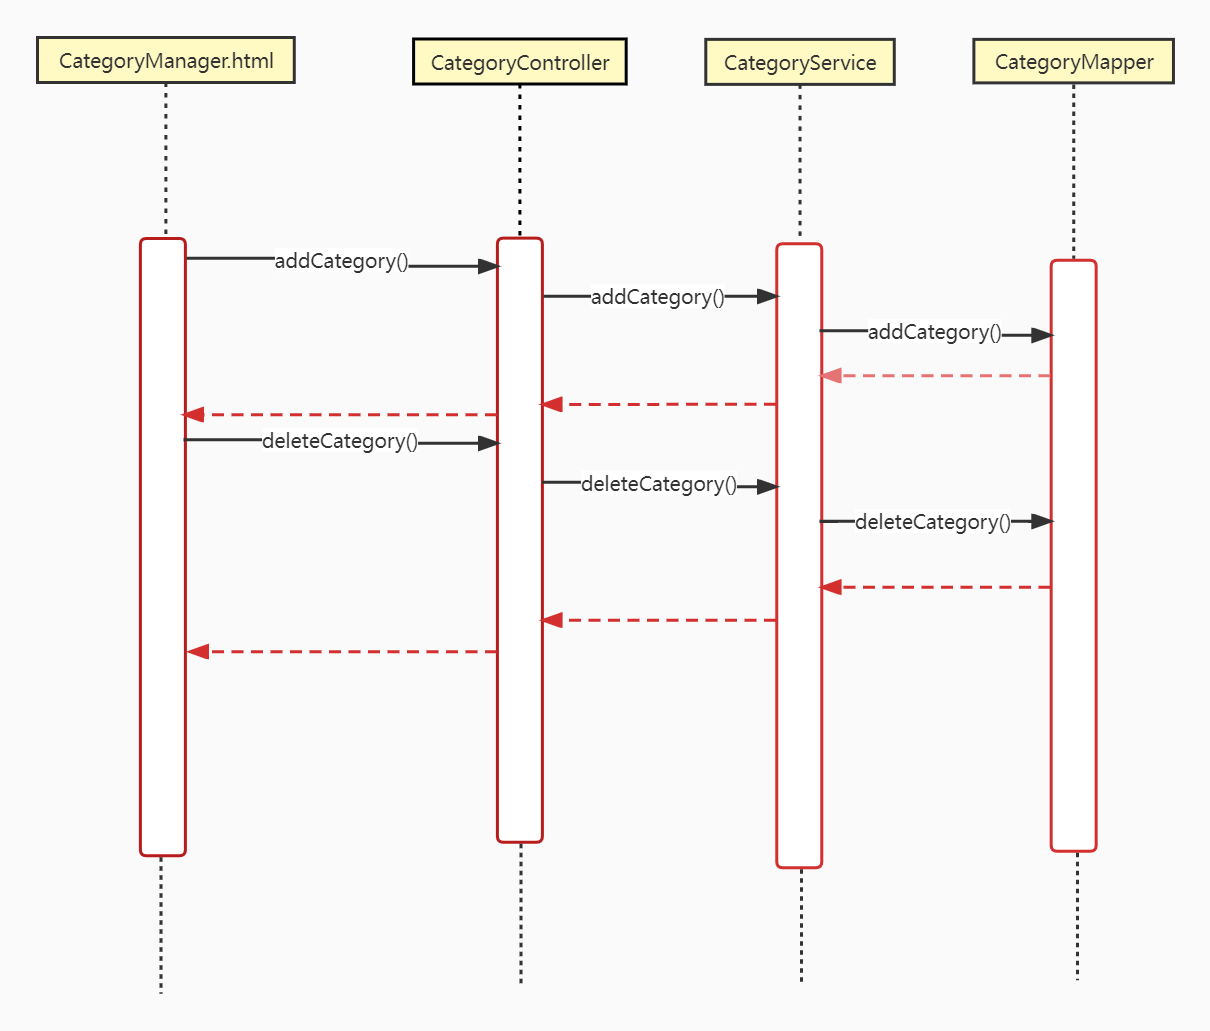 CategoryManager.html
CategoryController
CategoryService
CategoryMapper
addCategory()
addCategory()
addCategory()
deleteCategory()
deleteCategory()
deleteCategory()